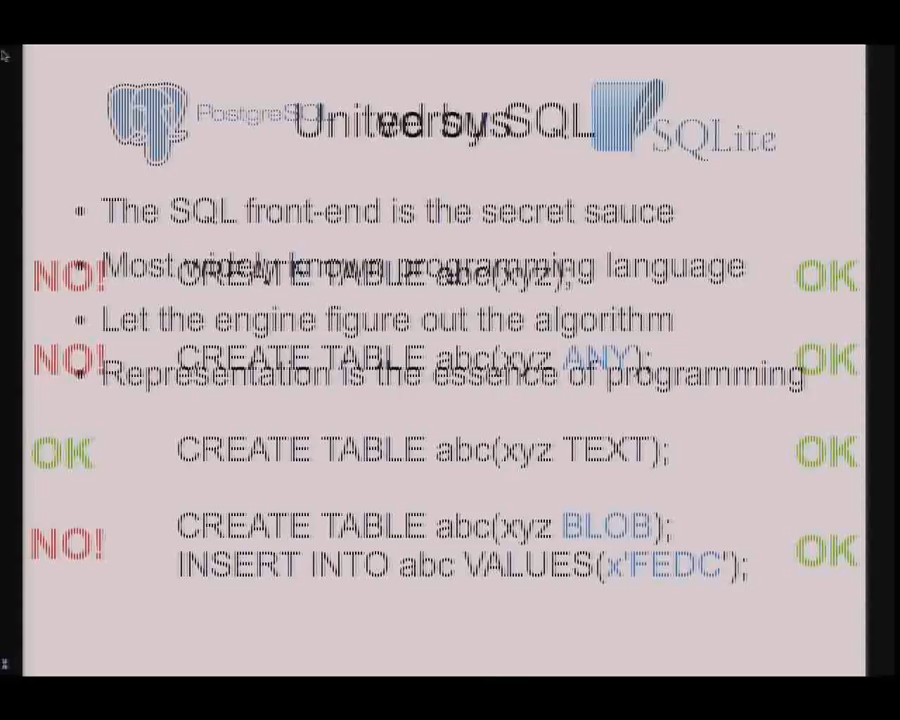 PostgreSQL
United by SQL
versus
SQLite
• The SQL front-end is the secret sauce
• Most widely known programming language
NO! CREATE TABLE abc(xyz); OK
• Let the engine figure out the algorithm
NO! CREATE TABLE abc(xyz ANY); OK
• Representation is the essence of programming
OK CREATE TABLE abc(xyz TEXT); OK
NO! CREATE TABLE abc(xyz BLOB);
INSERT INTO abc VALUES(x'FEDC'); OK